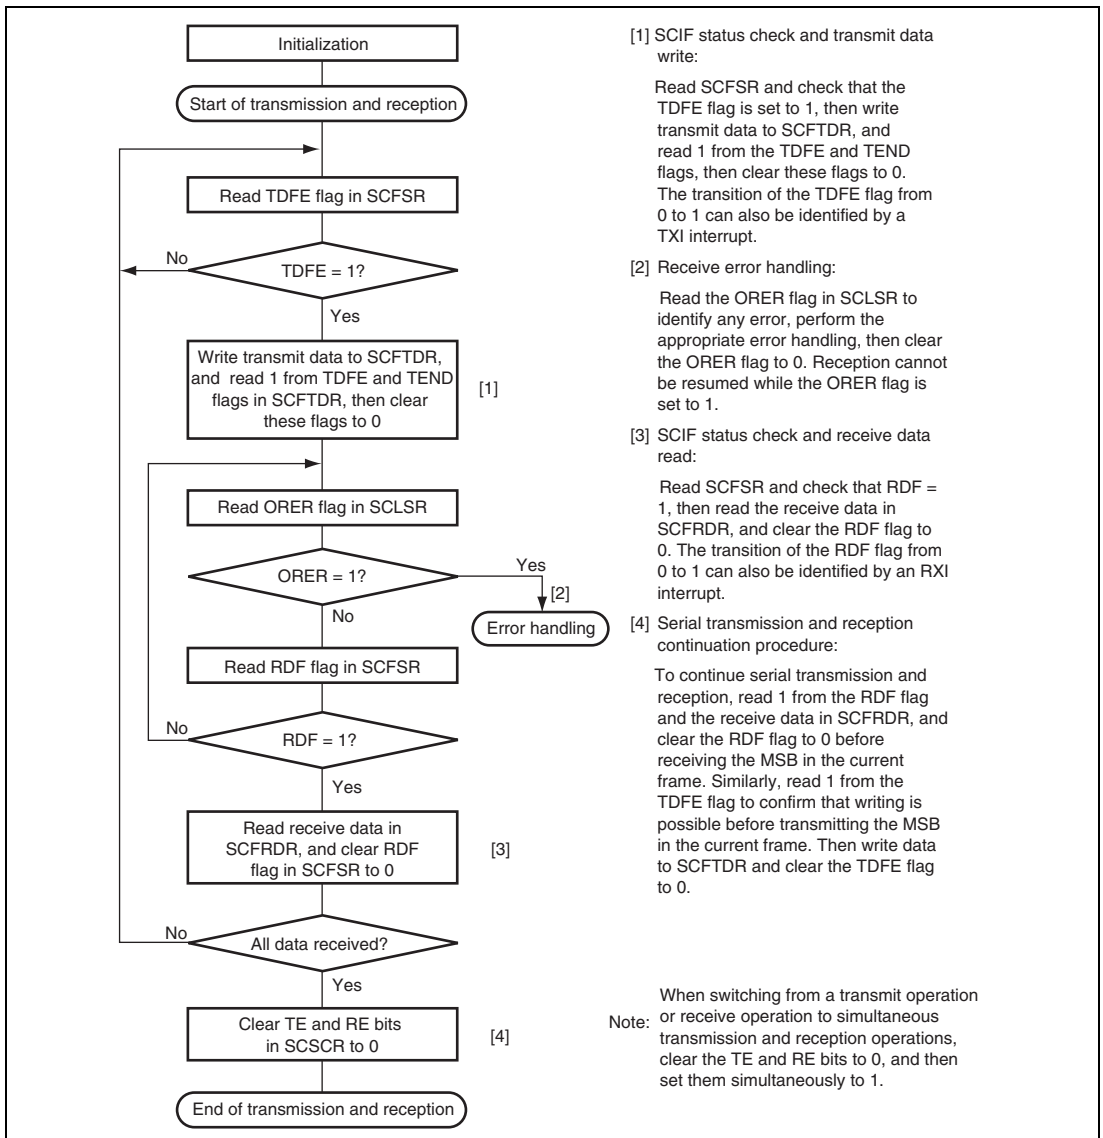 Initialization
Start of transmission and reception
Read TDFE flag in SCFSR
No
TDFE = 1?
Yes
Write transmit data to SCFTDR,
and read 1 from TDFE and TEND
flags in SCFTDR, then clear
these flags to 0
[1]
Read ORER flag in SCLSR
ORER = 1?
Yes
[2]
Error handling
No
Read RDF flag in SCFSR
No
RDF = 1?
Yes
Read receive data in
SCFRDR, and clear RDF
flag in SCFSR to 0
[3]
No
All data received?
Yes
Clear TE and RE bits
in SCSCR to 0
[4]
End of transmission and reception
[1] SCIF status check and transmit data
write:
Read SCFSR and check that the
TDFE flag is set to 1, then write
transmit data to SCFTDR, and
read 1 from the TDFE and TEND
flags, then clear these flags to 0.
The transition of the TDFE flag from
0 to 1 can also be identified by a
TXI interrupt.
[2] Receive error handling:
Read the ORER flag in SCLSR to
identify any error, perform the
appropriate error handling, then clear
the ORER flag to 0. Reception cannot
be resumed while the ORER flag is
set to 1.
[3] SCIF status check and receive data
read:
Read SCFSR and check that RDF =
1, then read the receive data in
SCFRDR, and clear the RDF flag to
0. The transition of the RDF flag from
0 to 1 can also be identified by an RXI
interrupt.
[4] Serial transmission and reception
continuation procedure:
To continue serial transmission and
reception, read 1 from the RDF flag
and the receive data in SCFRDR, and
clear the RDF flag to 0 before
receiving the MSB in the current
frame. Similarly, read 1 from the
TDFE flag to confirm that writing is
possible before transmitting the MSB
in the current frame. Then write data
to SCFTDR and clear the TDFE flag
to 0.
Note: When switching from a transmit operation
or receive operation to simultaneous
transmission and reception operations,
clear the TE and RE bits to 0, and then
set them simultaneously to 1.